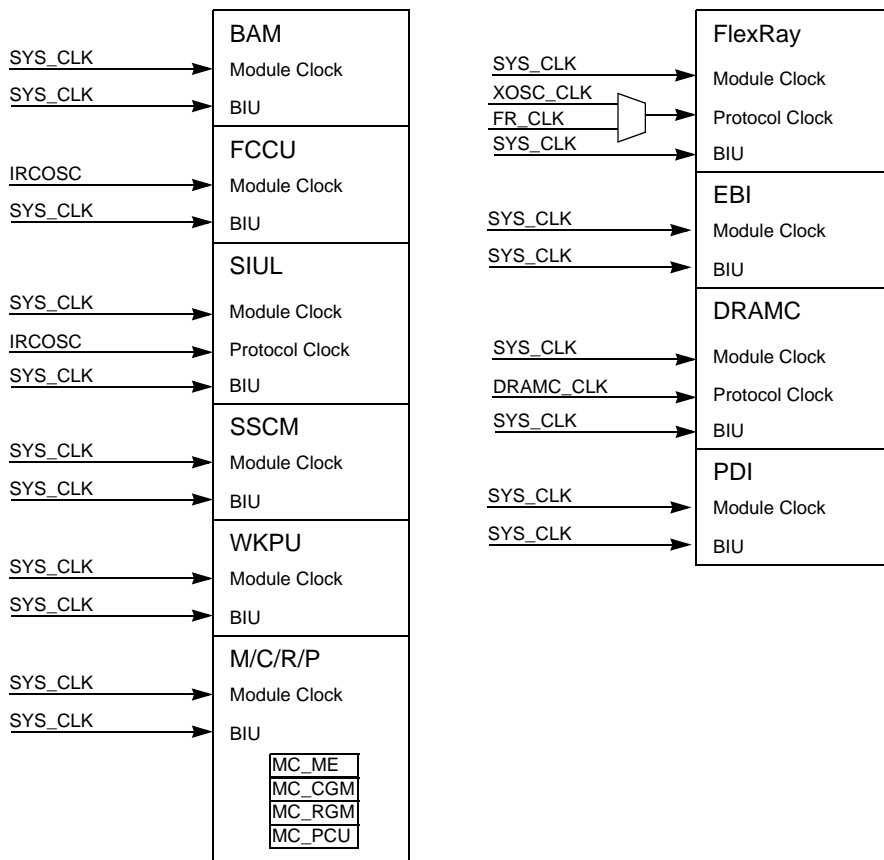 BAM
SYS_CLK
Module Clock
SYS_CLK
BIU
FCCU
IRCOSC
Module Clock
SYS_CLK
BIU
SIUL
SYS_CLK
Module Clock
IRCOSC
Protocol Clock
SYS_CLK
BIU
SSCM
SYS_CLK
Module Clock
SYS_CLK
BIU
WKPU
SYS_CLK
Module Clock
SYS_CLK
BIU
M/C/R/P
SYS_CLK
Module Clock
SYS_CLK
BIU
MC_ME
MC_CGM
MC_RGM
MC_PCU
FlexRay
SYS_CLK
Module Clock
XOSC_CLK
FR_CLK
Protocol Clock
SYS_CLK
BIU
EBI
SYS_CLK
Module Clock
SYS_CLK
BIU
DRAMC
SYS_CLK
Module Clock
DRAMC_CLK
Protocol Clock
SYS_CLK
BIU
PDI
SYS_CLK
Module Clock
SYS_CLK
BIU